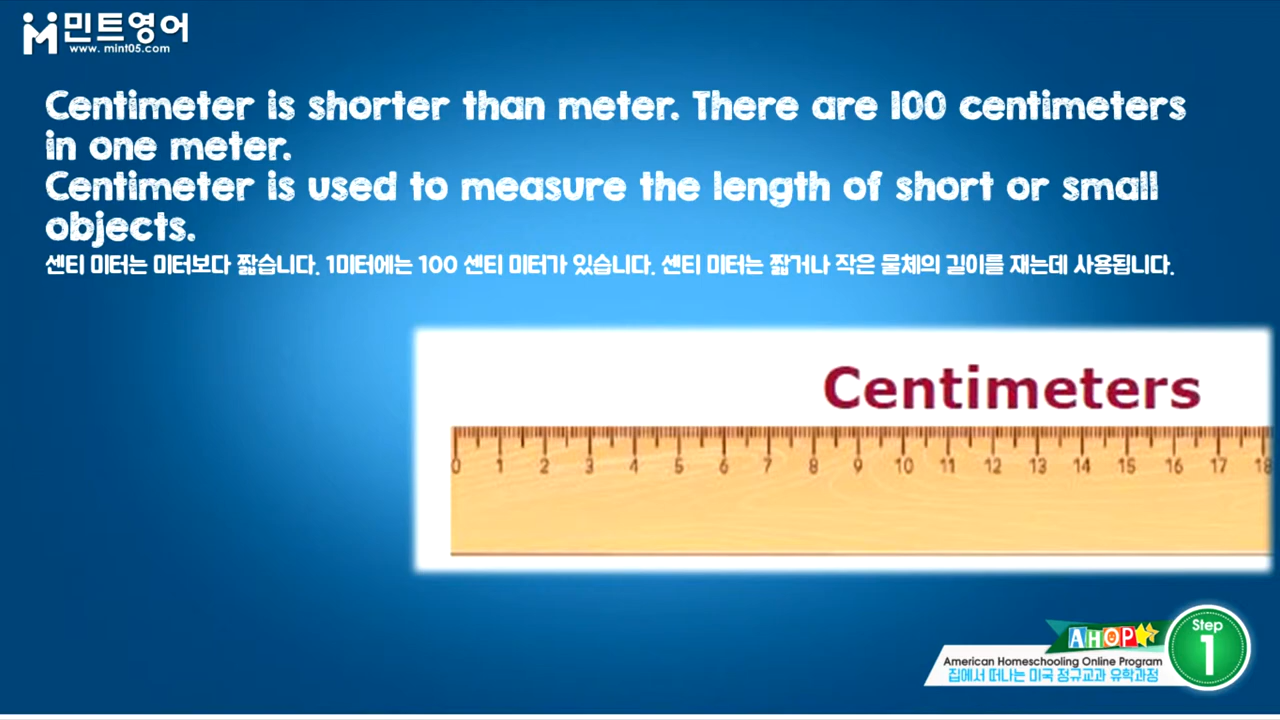 민트영어
www. mint05.com
Centimeter is shorter than meter. There are 100 centimeters
in one meter.
Centimeter is used to measure the length of short or small
objects.
센티 미터는 미터보다 짧습니다. 1미터에는 100 센티 미터가 있습니다. 센티 미터는 짧거나 작은 물체의 길이를 재는데 사용됩니다.
Centimeters
0 1 2 3 4 5 6 7 8 9 10 11 12 13 14 15 16 17 18
AHOP
Step
1
American Homeschooling Online Program
집에서 떠나는 미국 정규교과 유학과정